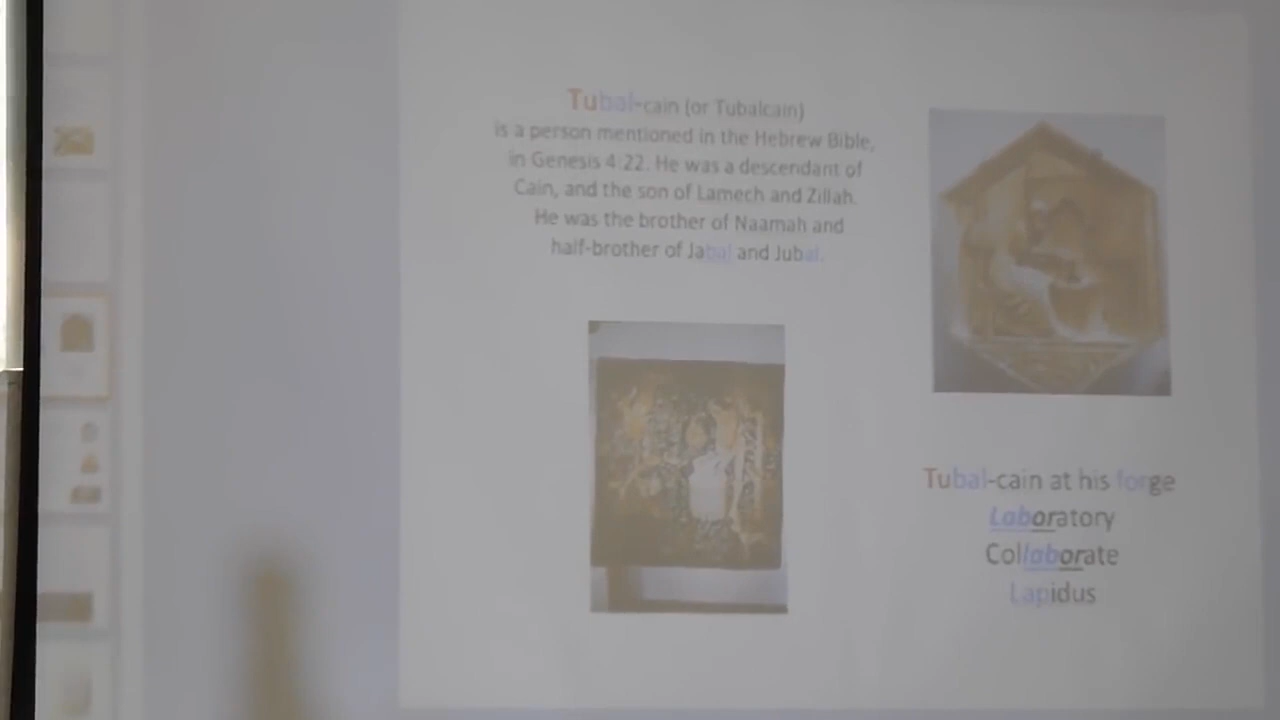 Tubal-cain (or Tubalcain)
is a person mentioned in the Hebrew Bible,
in Genesis 4:22. He was a descendant of
Cain, and the son of Lamech and Zillah.
He was the brother of Naamah and
half-brother of Jabal and Jubal.
Tubal-cain at his forge
Laboratory
Collaborate
Lapidus